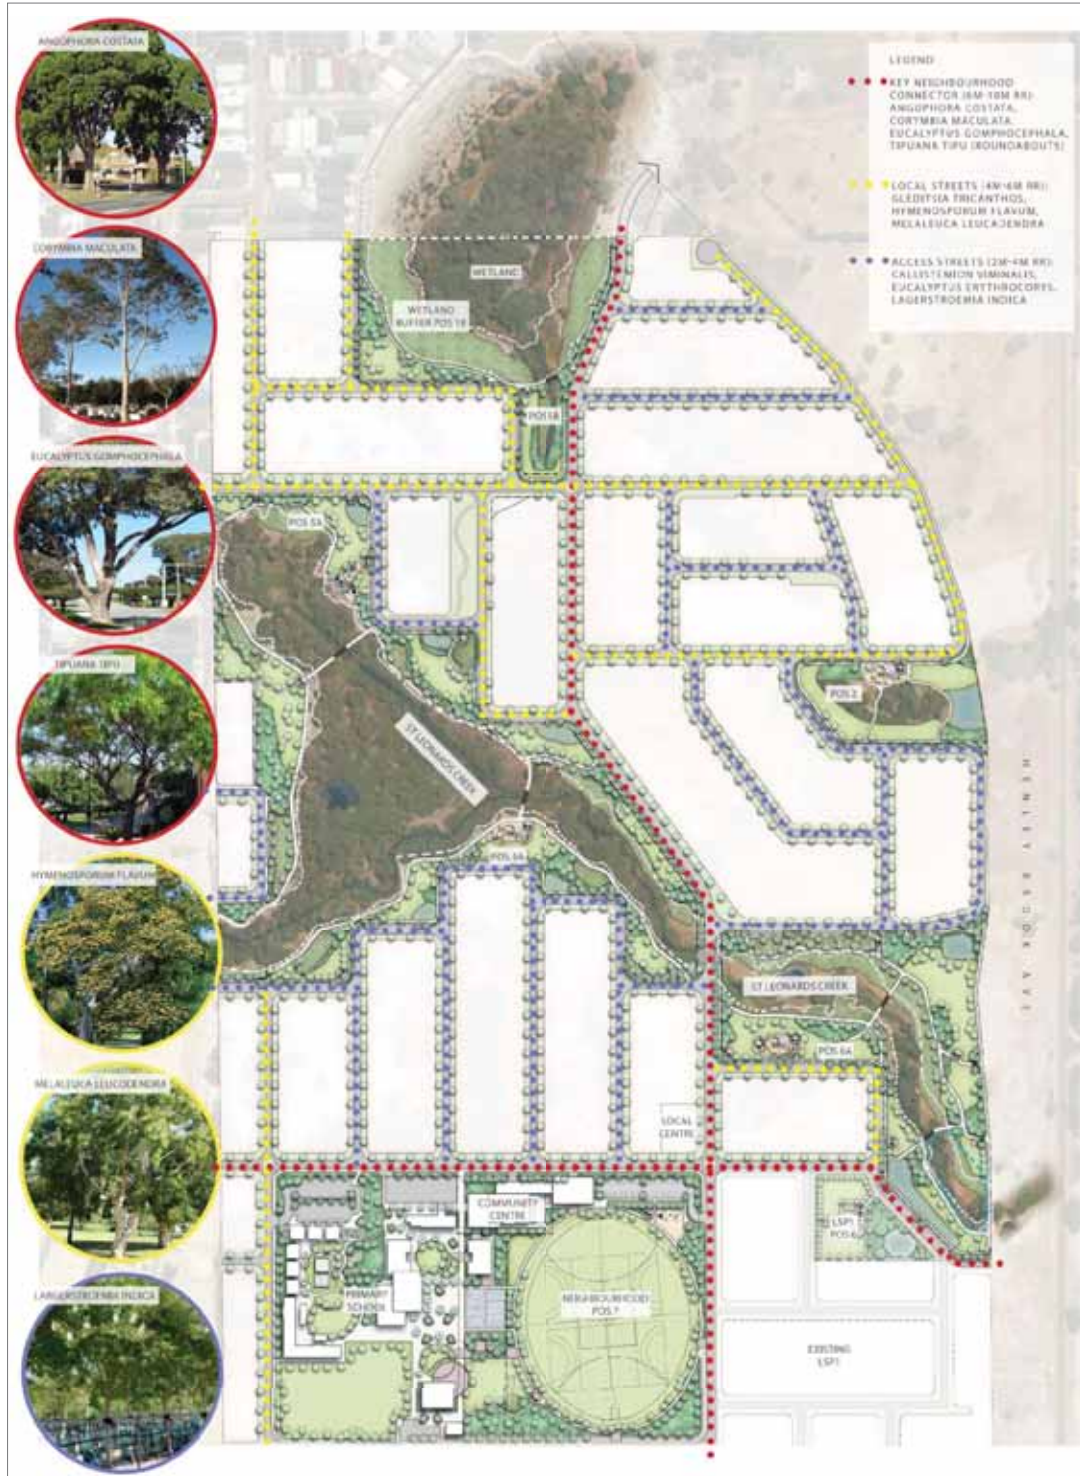 ANGOPHORA COSTATA
CORYMBIA MACULATA
EUCALYPTUS GOMPHOCEPHALA
TIPUANA TIPU
HYMENOSPORUM FLAVUM
MELALEUCA LEUCODENDRA
LARGERSTROEMIA INDICA
LEGEND
KEY NEIGHBOURHOOD
CONNECTOR (6M-10M RR):
ANGOPHORA COSTATA,
CORYMBIA MACULATA,
EUCALYPTUS GOMPHOCEPHALA,
TIPUANA TIPU (ROUNDABOUTS)
LOCAL STREETS (4M-6M RR):
GLEDITSIA TRICANTHOS,
HYMENOSPORUM FLAVUM,
MELALEUCA LEUCADENDRA
ACCESS STREETS (2M-4M RR):
CALLISTEMON VIMINALIS,
EUCALYPTUS ERYTHROCORYS,
LAGERSTROEMIA INDICA
WETLAND
WETLAND
BUFFER POS 1B
POS 1B
POS 5A
POS 2
ST LEONARDS CREEK
HENLEY BROOK AVE
ST LEONARDS CREEK
POS 6A
LOCAL
CENTRE
COMMUNITY
CENTRE
LSP1
POS 6
PRIMARY
SCHOOL
NEIGHBOURHOOD
POS 7
EXISTING
LSP1